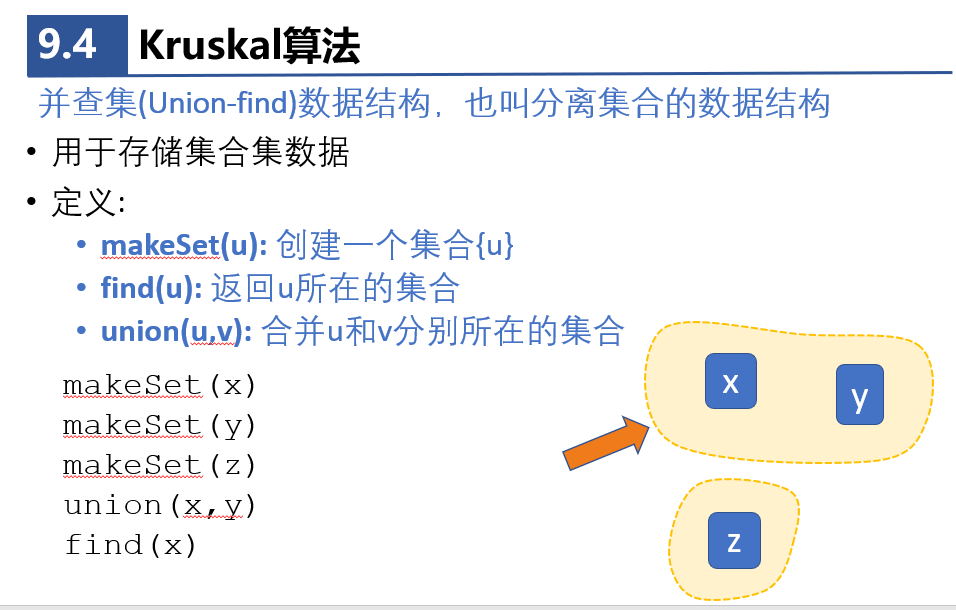 9.4 Kruskal算法
并查集(Union-find)数据结构，也叫分离集合的数据结构
• 用于存储集合集数据
• 定义:
• makeSet(u): 创建一个集合{u}
• find(u): 返回u所在的集合
• union(u,v): 合并u和v分别所在的集合
makeSet(x)
makeSet(y)
makeSet(z)
union(x,y)
find(x)
x
y
z